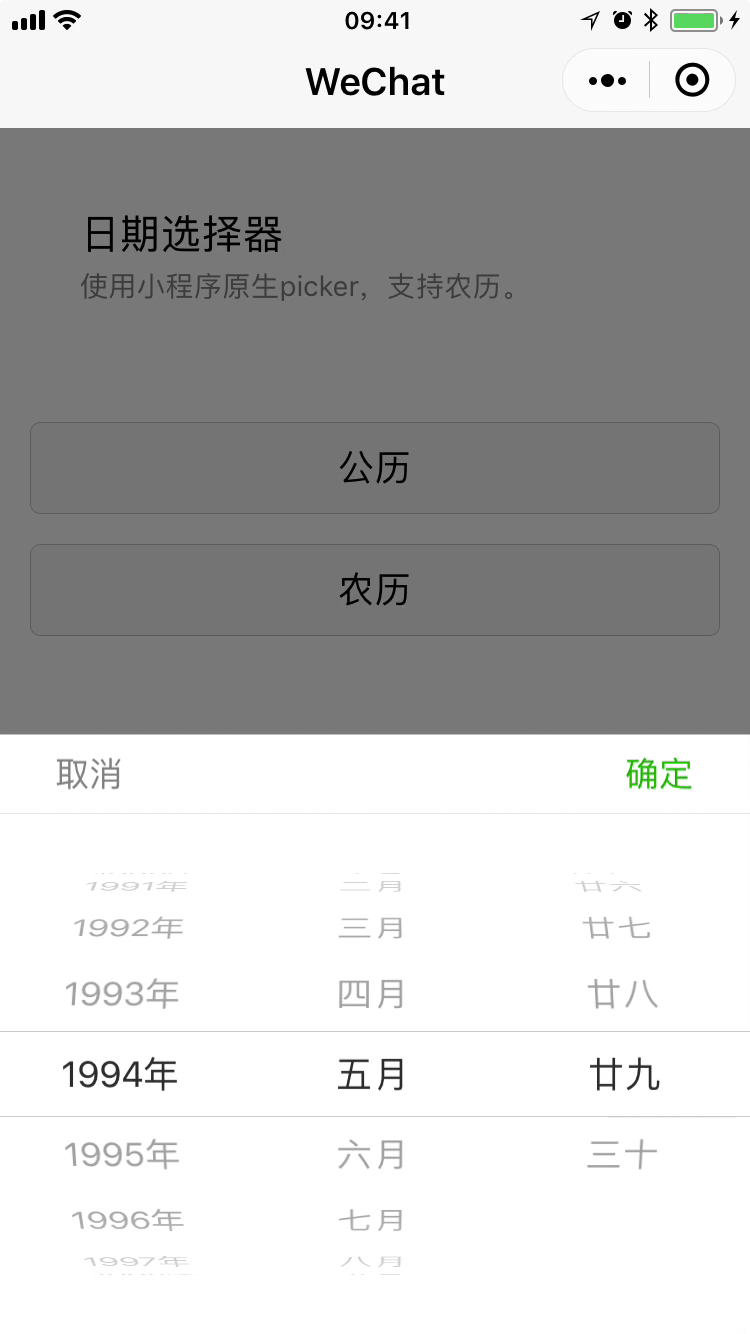 09:41
WeChat
日期选择器
使用小程序原生picker，支持农历。
公历
农历
取消 确定
1991年 二月 廿六
1992年 三月 廿七
1993年 四月 廿八
1994年 五月 廿九
1995年 六月 三十
1996年 七月
1997年 八月